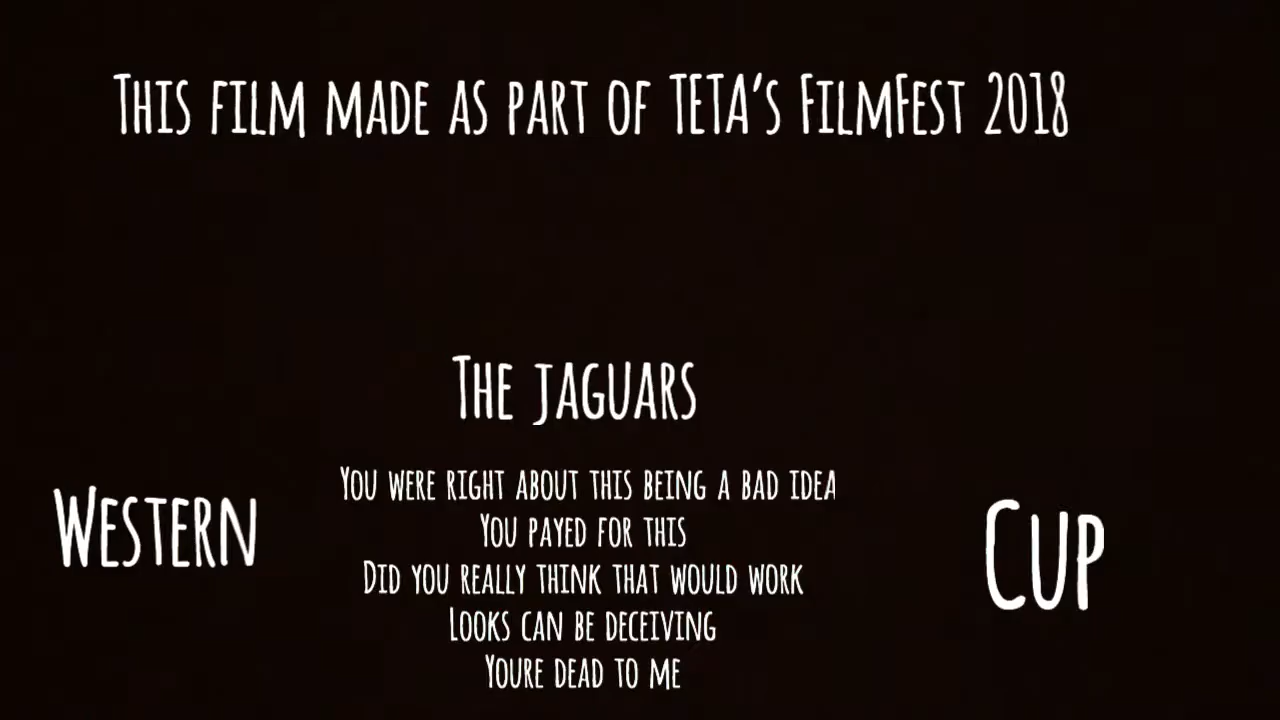 This film made as part of TETA's FilmFest 2018
The Jaguars
Western
You were right about this being a bad idea
You payed for this
Did you really think that would work
Looks can be deceiving
Youre dead to me
Cup